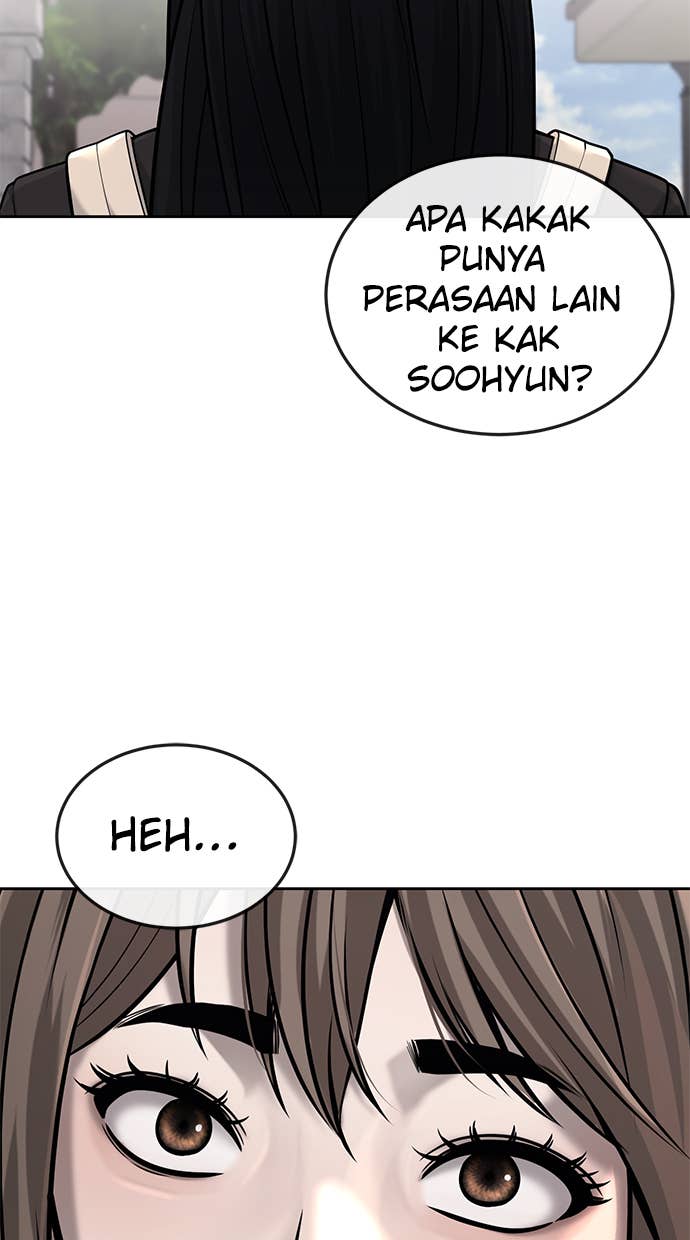 APA KAKAK
PUNYA
PERASAAN LAIN
KE KAK
SOOHYUN?
HEH...